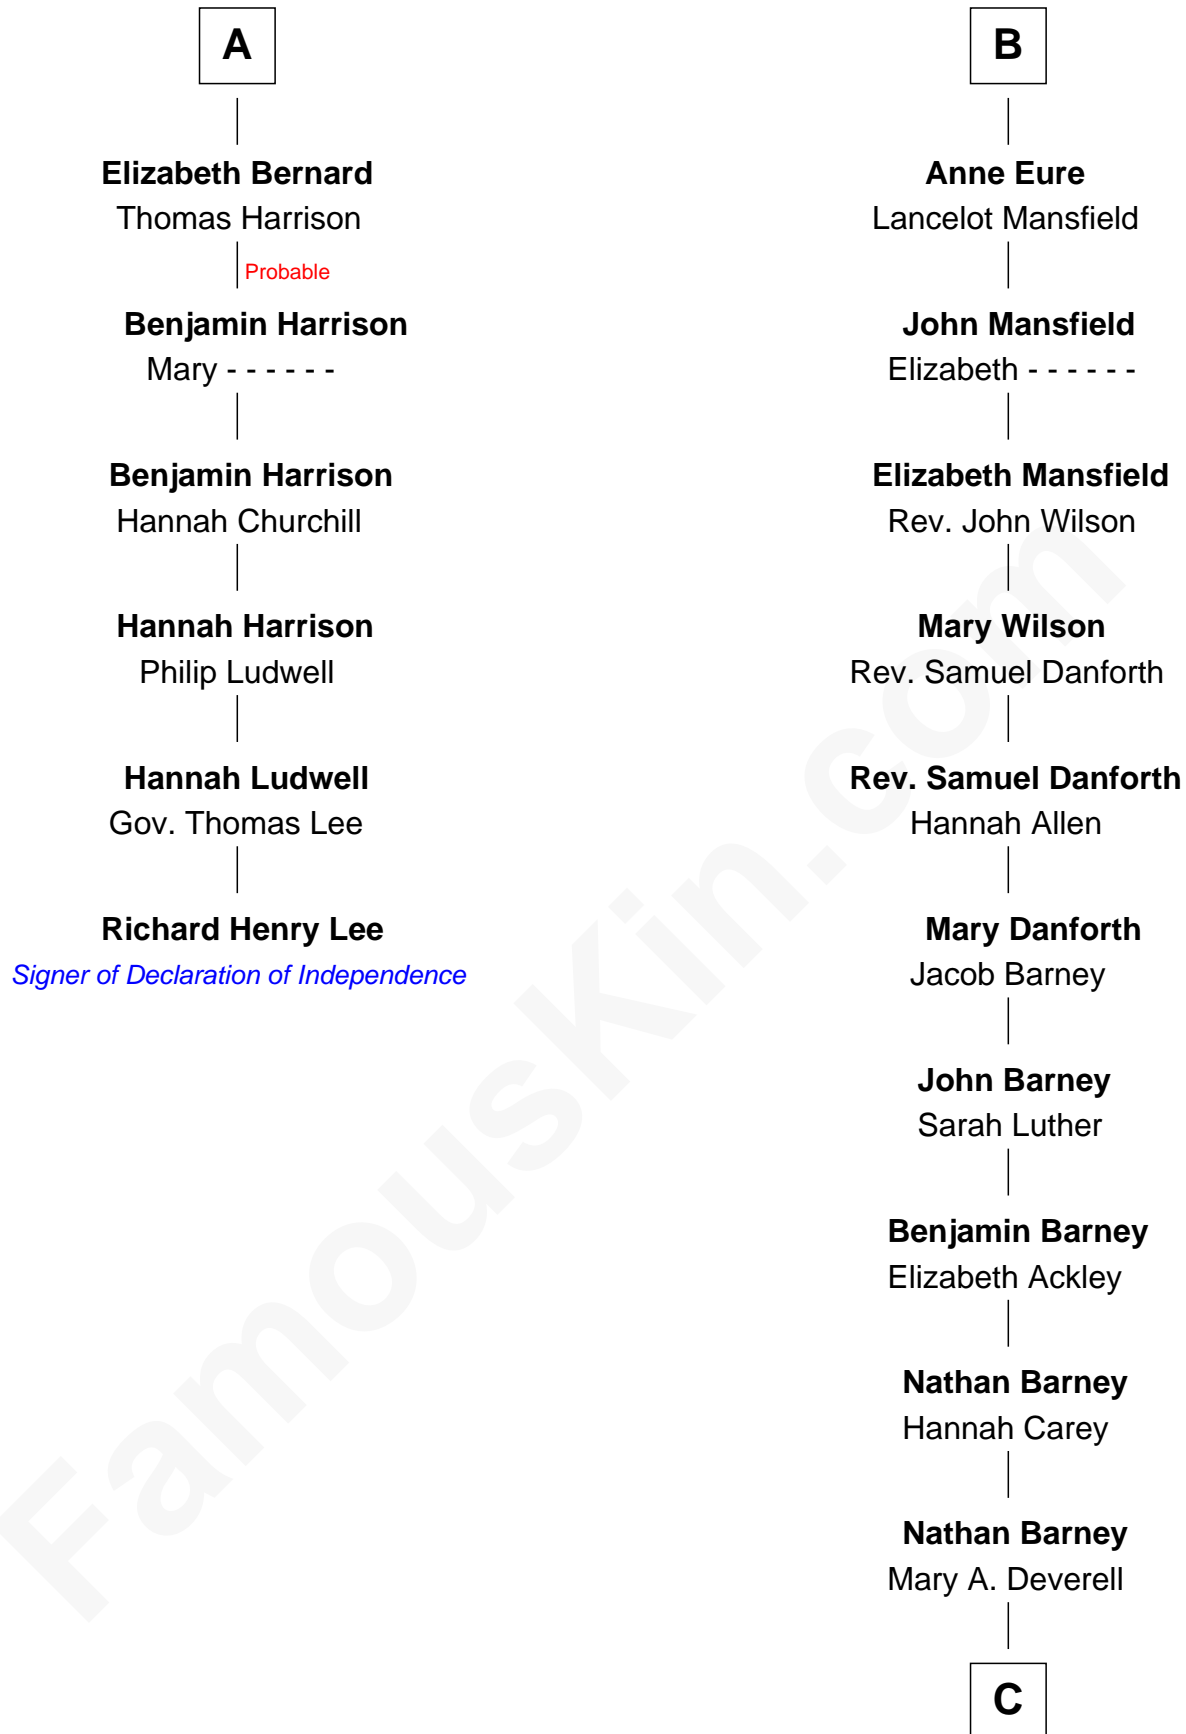 A
Elizabeth Bernard
Thomas Harrison
Probable
Benjamin Harrison
Mary - - - - - -
Benjamin Harrison
Hannah Churchill
Hannah Harrison
Philip Ludwell
Hannah Ludwell
Gov. Thomas Lee
Richard Henry Lee
Signer of Declaration of Independence
B
Anne Eure
Lancelot Mansfield
John Mansfield
Elizabeth - - - - - -
Elizabeth Mansfield
Rev. John Wilson
Mary Wilson
Rev. Samuel Danforth
Rev. Samuel Danforth
Hannah Allen
Mary Danforth
Jacob Barney
John Barney
Sarah Luther
Benjamin Barney
Elizabeth Ackley
Nathan Barney
Hannah Carey
Nathan Barney
Mary A. Deverell
C
FamousKin.com